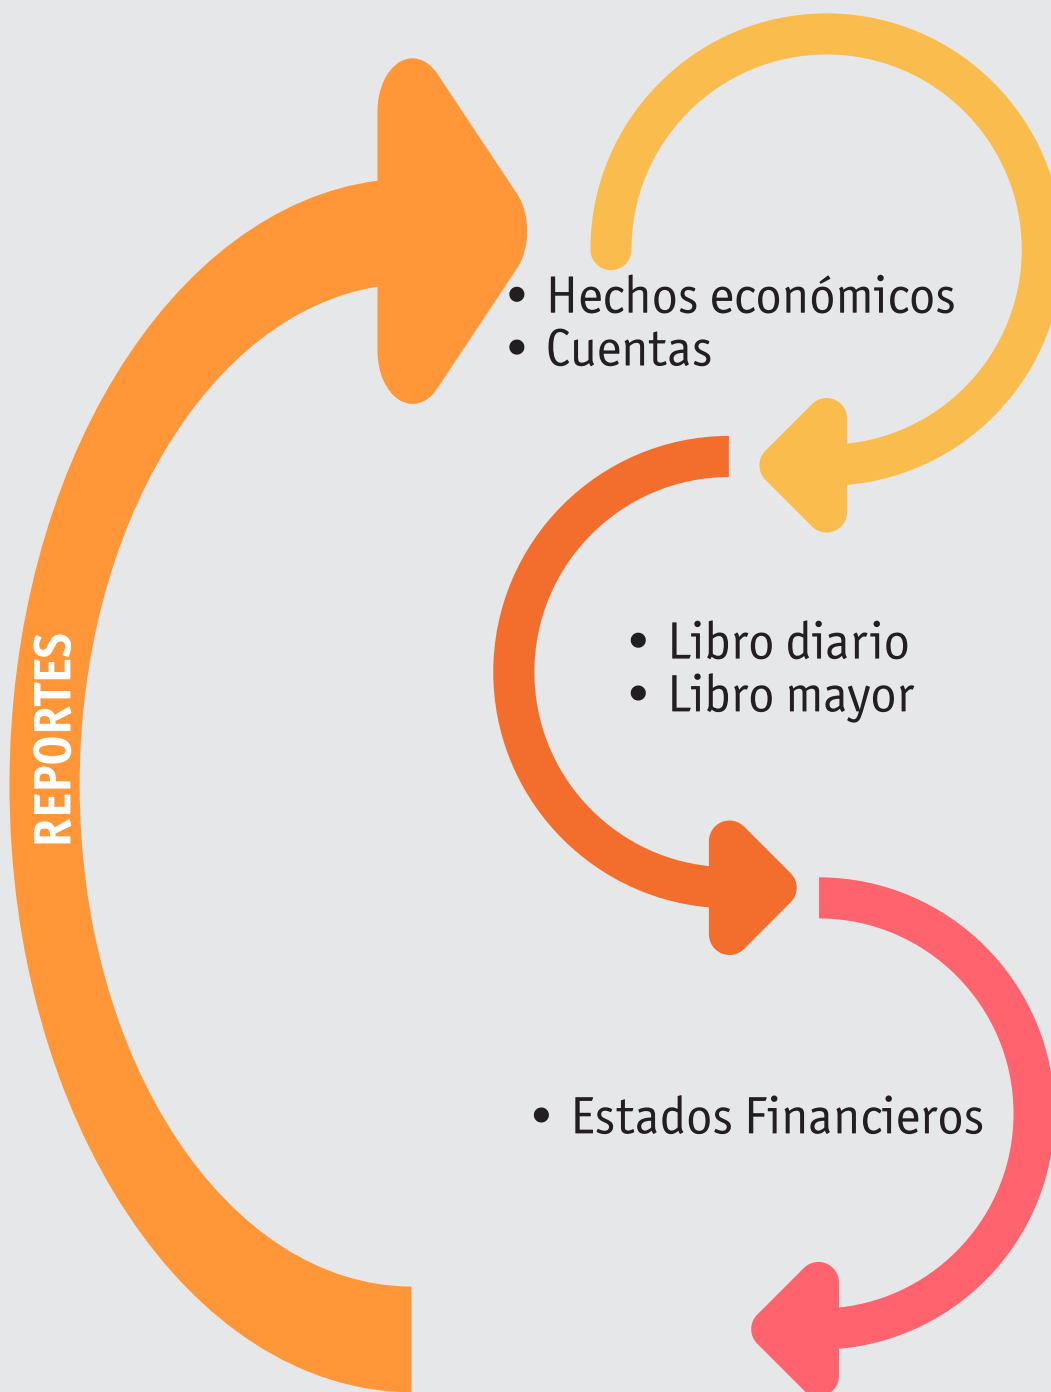 • Hechos económicos
• Cuentas
• Libro diario
• Libro mayor
REPORTES
• Estados Financieros